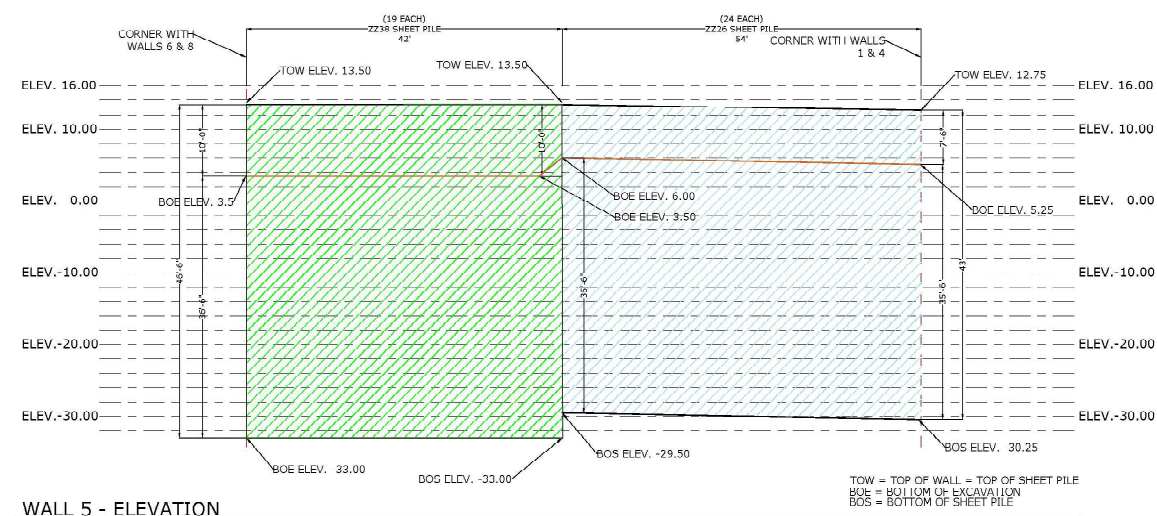 (19 EACH)
ZZ38 SHEET PILE
42'
(24 EACH)
ZZ26 SHEET PILE
54'
CORNER WITH
WALLS 6 & 8
CORNER WITH WALLS
1 & 4
TOW ELEV. 13.50
TOW ELEV. 13.50
TOW ELEV. 12.75
ELEV. 16.00
ELEV. 16.00
ELEV. 10.00
10'-0"
10'-0"
7'-6"
ELEV. 10.00
BOE ELEV. 3.5
BOE ELEV. 6.00
BOE ELEV. 3.50
BOE ELEV. 5.25
ELEV. 0.00
ELEV. 0.00
ELEV.-10.00
46'-6"
36'-6"
35'-6"
35'-6"
43'
ELEV.-10.00
ELEV.-20.00
ELEV.-20.00
ELEV.-30.00
ELEV.-30.00
BOS ELEV. 30.25
BOS ELEV. -29.50
BOE ELEV. 33.00
BOS ELEV. -33.00
TOW = TOP OF WALL = TOP OF SHEET PILE
BOE = BOTTOM OF EXCAVATION
BOS = BOTTOM OF SHEET PILE
WALL 5 - ELEVATION